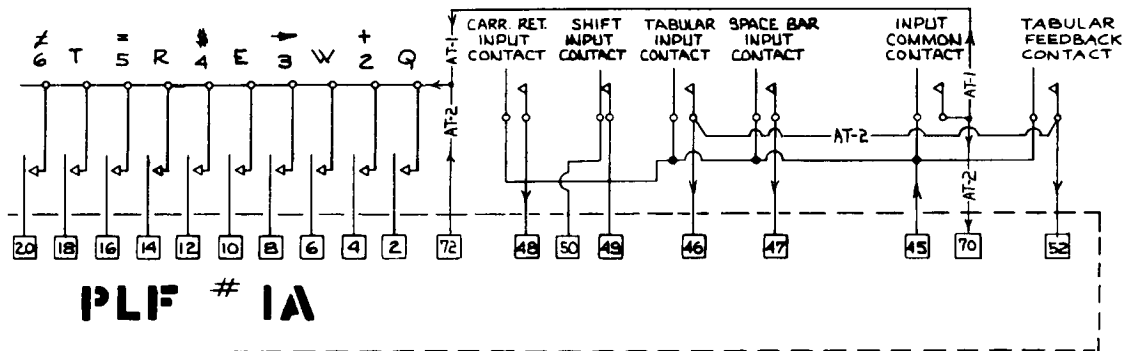 CARR. RET. INPUT CONTACT
SHIFT INPUT CONTACT
TABULAR INPUT CONTACT
SPACE BAR INPUT CONTACT
INPUT COMMON CONTACT
TABULAR FEEDBACK CONTACT
≠ = $ → +
6 T 5 R 4 E 3 W 2 Q
AT-1
AT-2
AT-1
AT-2
AT-2
20 18 16 14 12 10 8 6 4 2 72 48 50 49 46 47 45 70 52
PLF # 1A